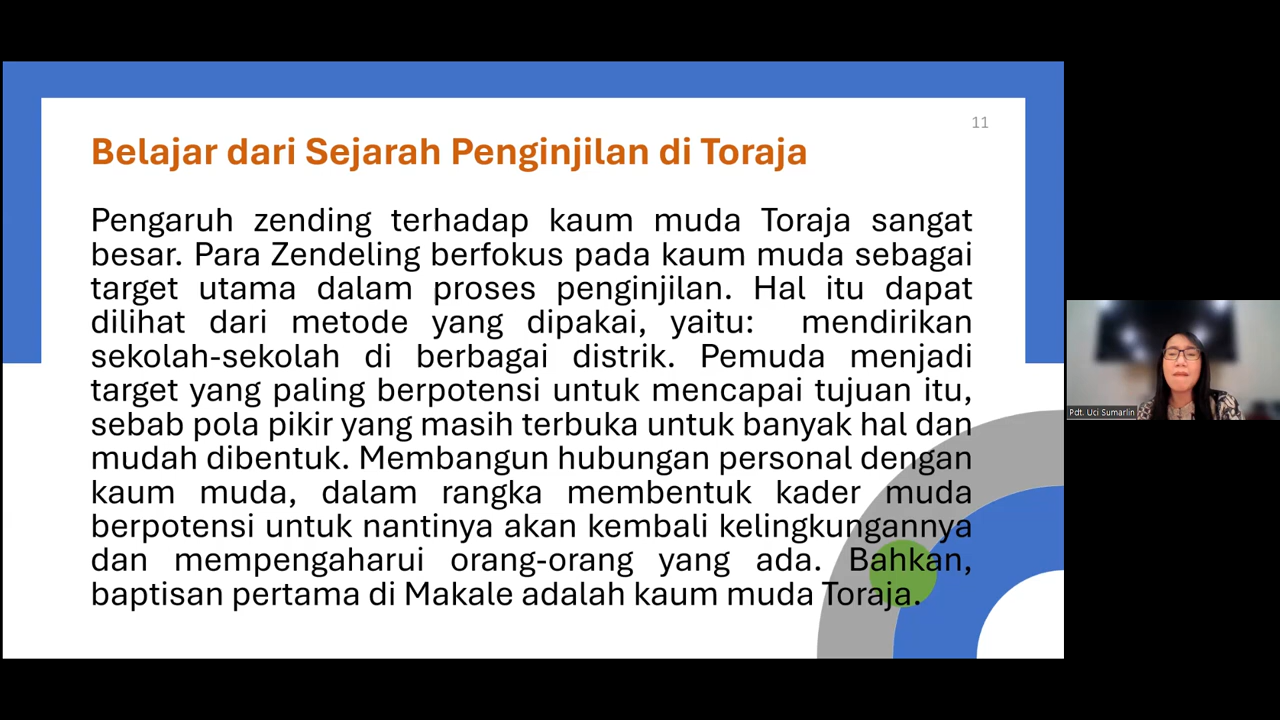 11
Belajar dari Sejarah Penginjilan di Toraja
Pengaruh zending terhadap kaum muda Toraja sangat
besar. Para Zendeling berfokus pada kaum muda sebagai
target utama dalam proses penginjilan. Hal itu dapat
dilihat dari metode yang dipakai, yaitu: mendirikan
sekolah-sekolah di berbagai distrik. Pemuda menjadi
target yang paling berpotensi untuk mencapai tujuan itu,
sebab pola pikir yang masih terbuka untuk banyak hal dan
mudah dibentuk. Membangun hubungan personal dengan
kaum muda, dalam rangka membentuk kader muda
berpotensi untuk nantinya akan kembali kelingkungannya
dan mempengaharui orang-orang yang ada. Bahkan,
baptisan pertama di Makale adalah kaum muda Toraja.
Pdt. Uci Sumarlin